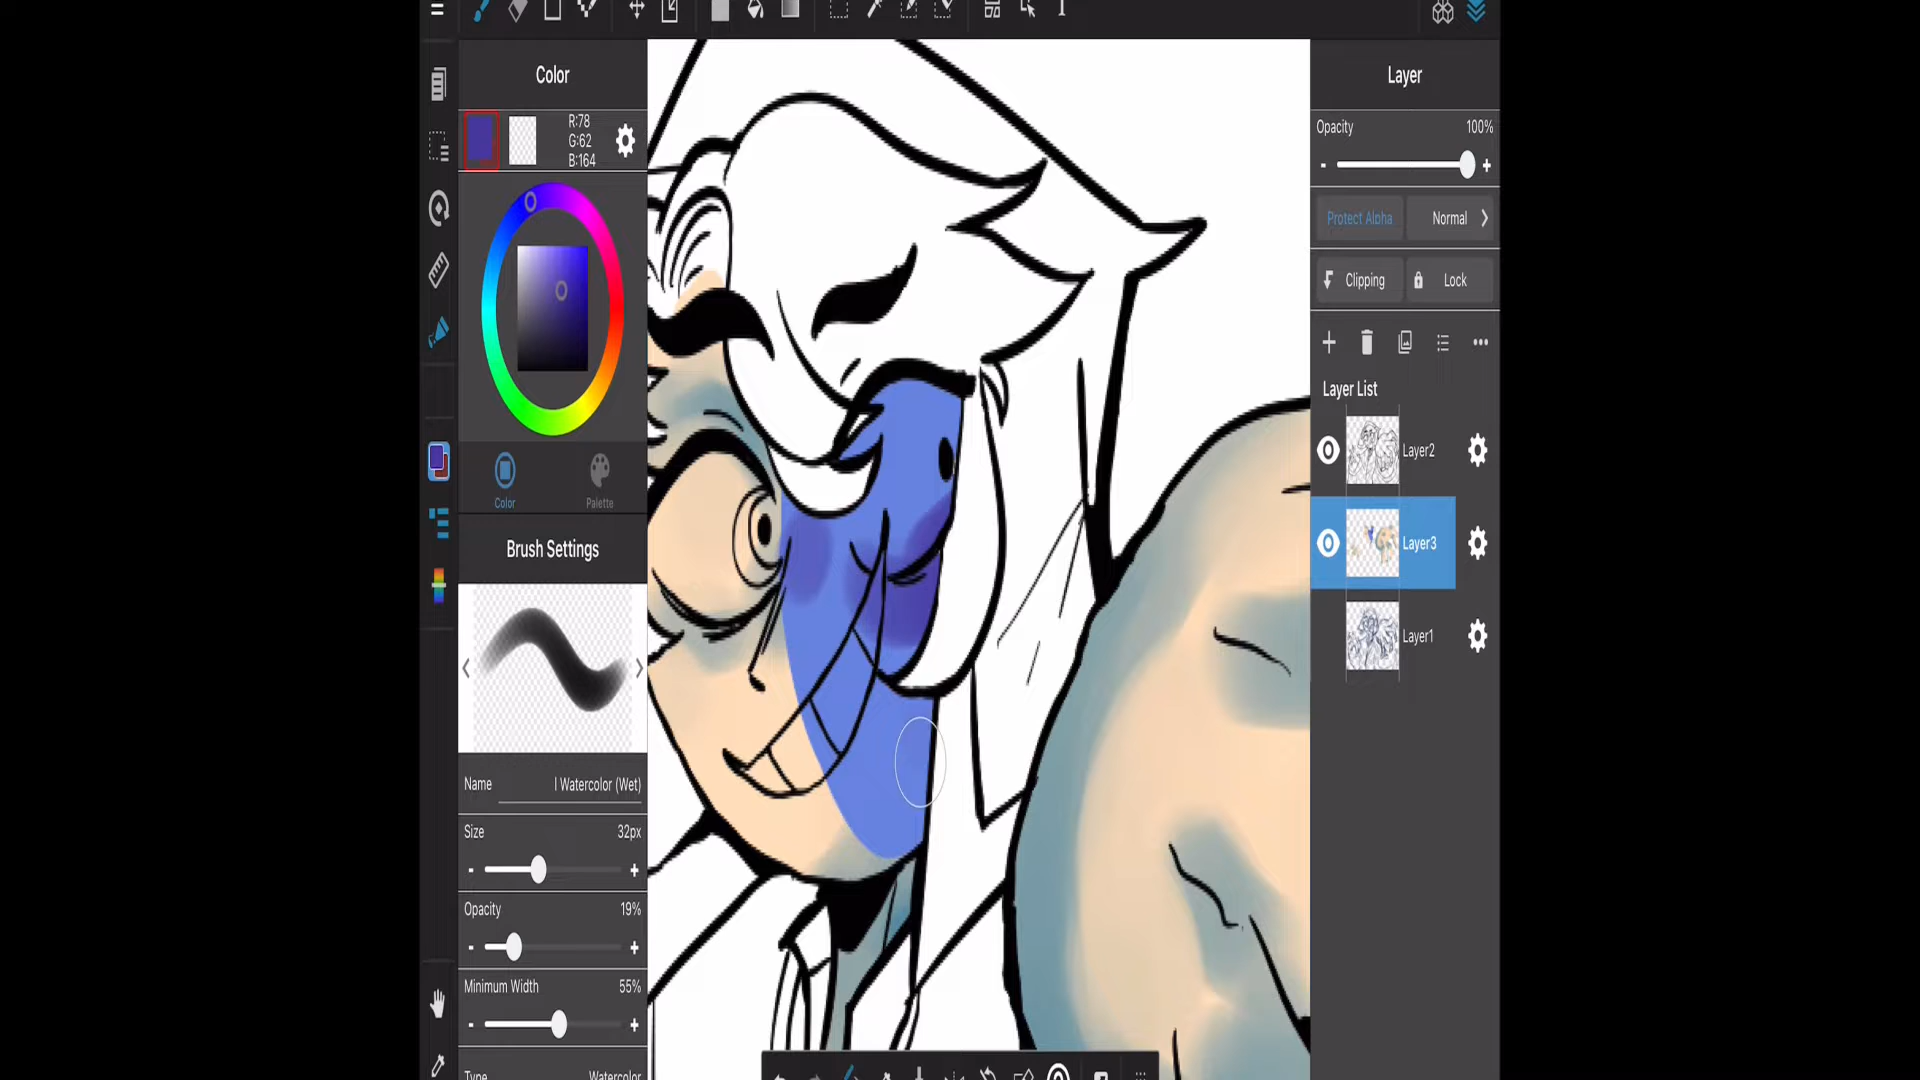 Color
R:78
G:62
B:164
Color
Palette
Brush Settings
Name
l Watercolor (Wet)
Size
32px
-
+
Opacity
19%
-
+
Minimum Width
55%
-
+
Type
Watercolor
Layer
Opacity
100%
-
+
Protect Alpha
Normal
Clipping
Lock
Layer List
Layer2
Layer3
Layer1